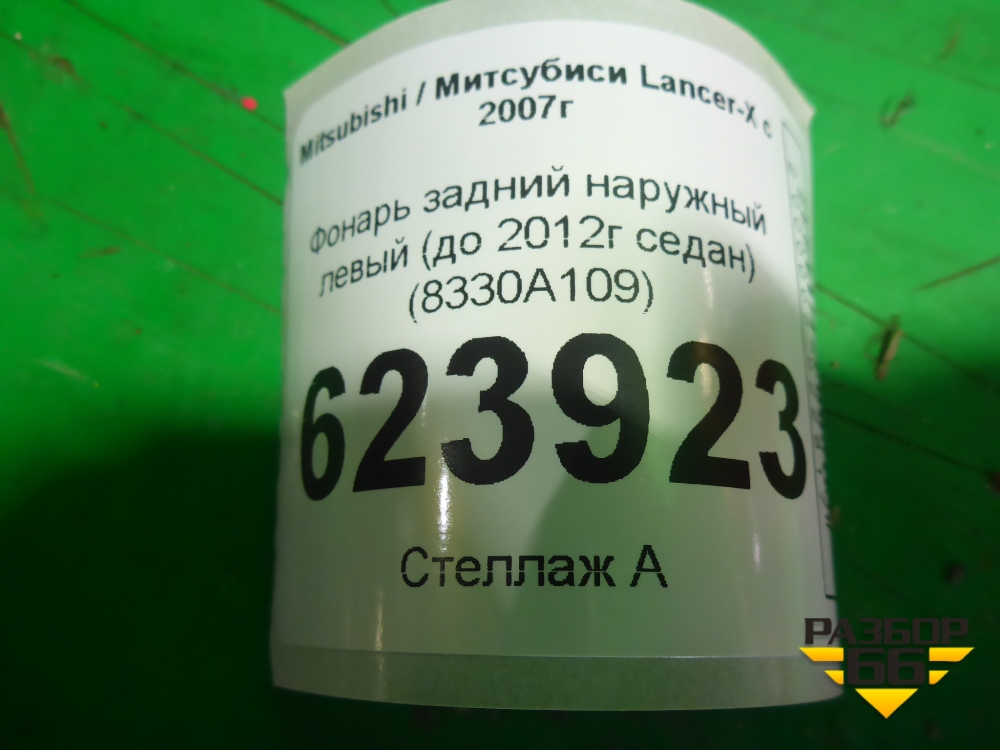 Mitsubishi / Митсубиси Lancer-X с
2007г
Фонарь задний наружный
левый (до 2012г седан)
(8330A109)
623923
Стеллаж А
РАЗБОР
66